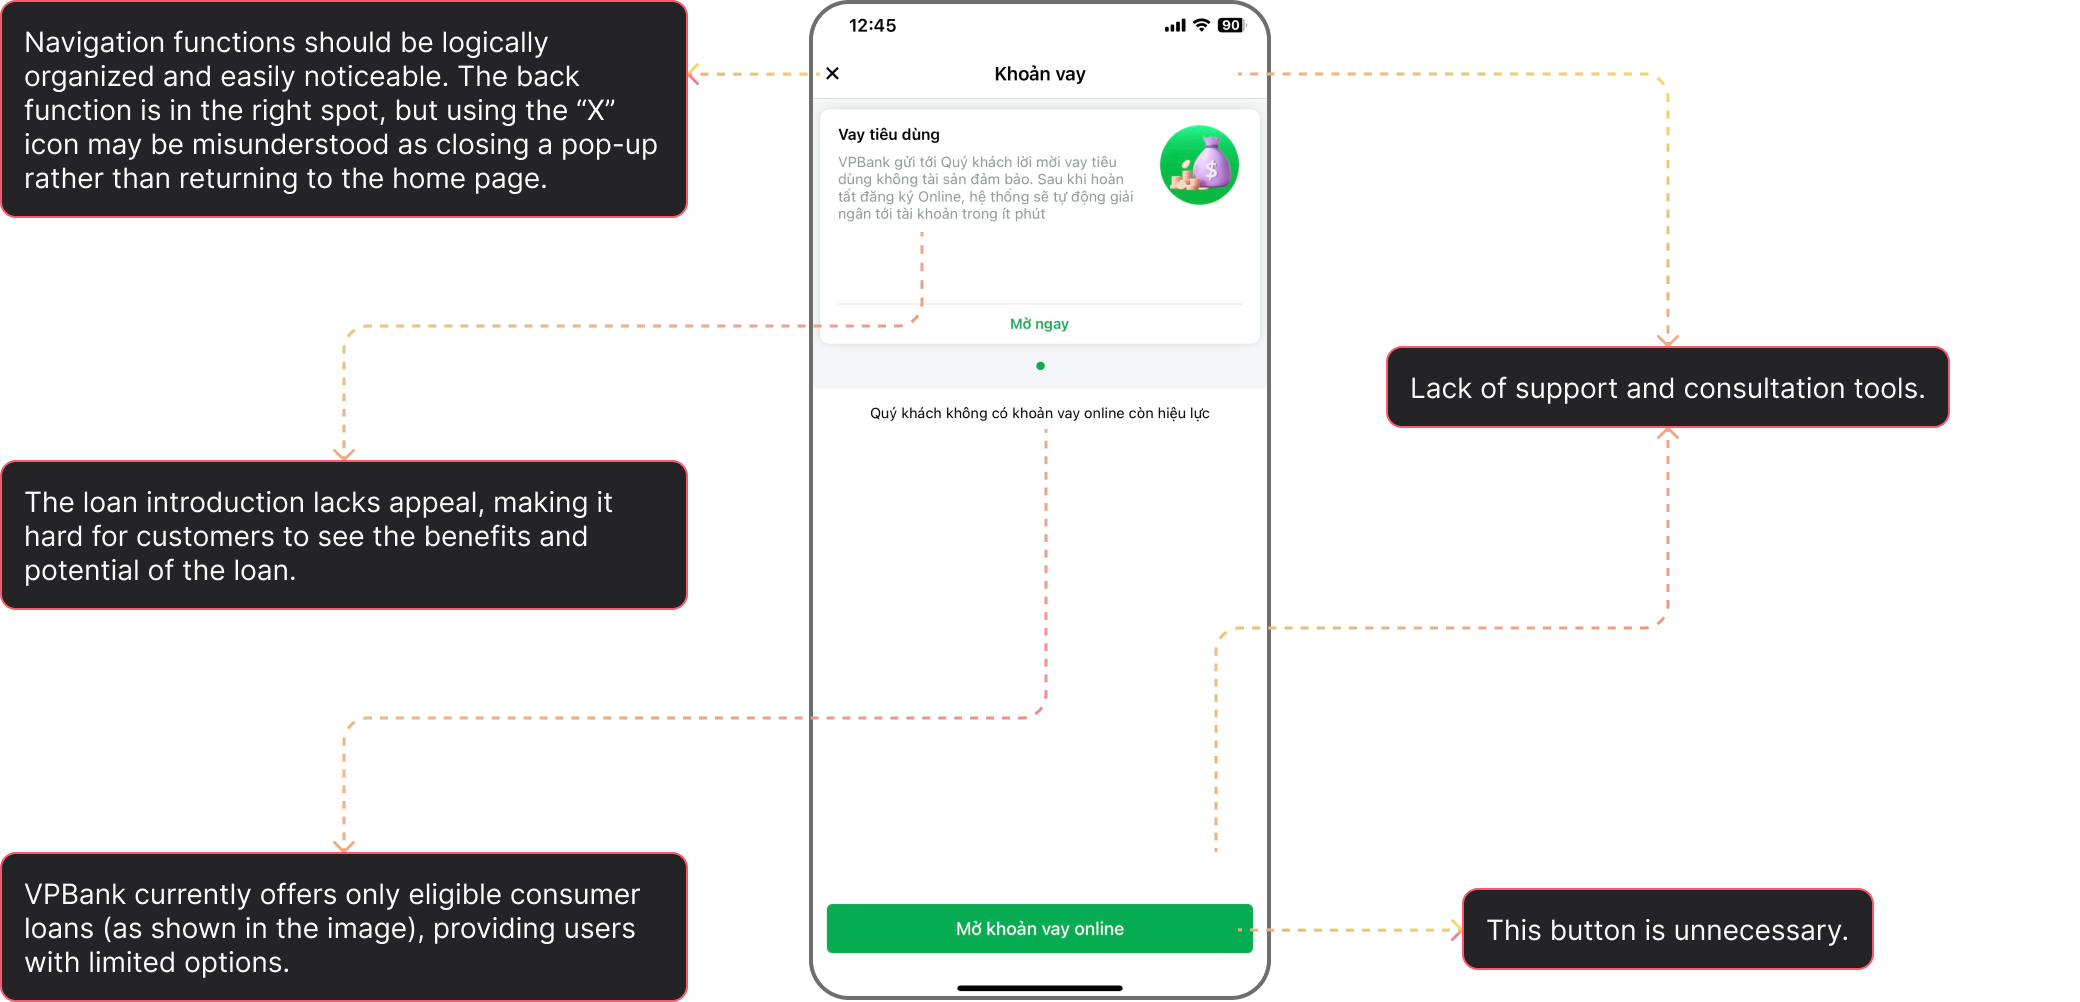 Navigation functions should be logically
organized and easily noticeable. The back
function is in the right spot, but using the “X”
icon may be misunderstood as closing a pop-up
rather than returning to the home page.
The loan introduction lacks appeal, making it
hard for customers to see the benefits and
potential of the loan.
VPBank currently offers only eligible consumer
loans (as shown in the image), providing users
with limited options.
12:45
90
Khoản vay
Vay tiêu dùng
VPBank gửi tới Quý khách lời mời vay tiêu
dùng không tài sản đảm bảo. Sau khi hoàn
tất đăng ký Online, hệ thống sẽ tự động giải
ngân tới tài khoản trong ít phút
$
Mở ngay
Quý khách không có khoản vay online còn hiệu lực
Mở khoản vay online
Lack of support and consultation tools.
This button is unnecessary.